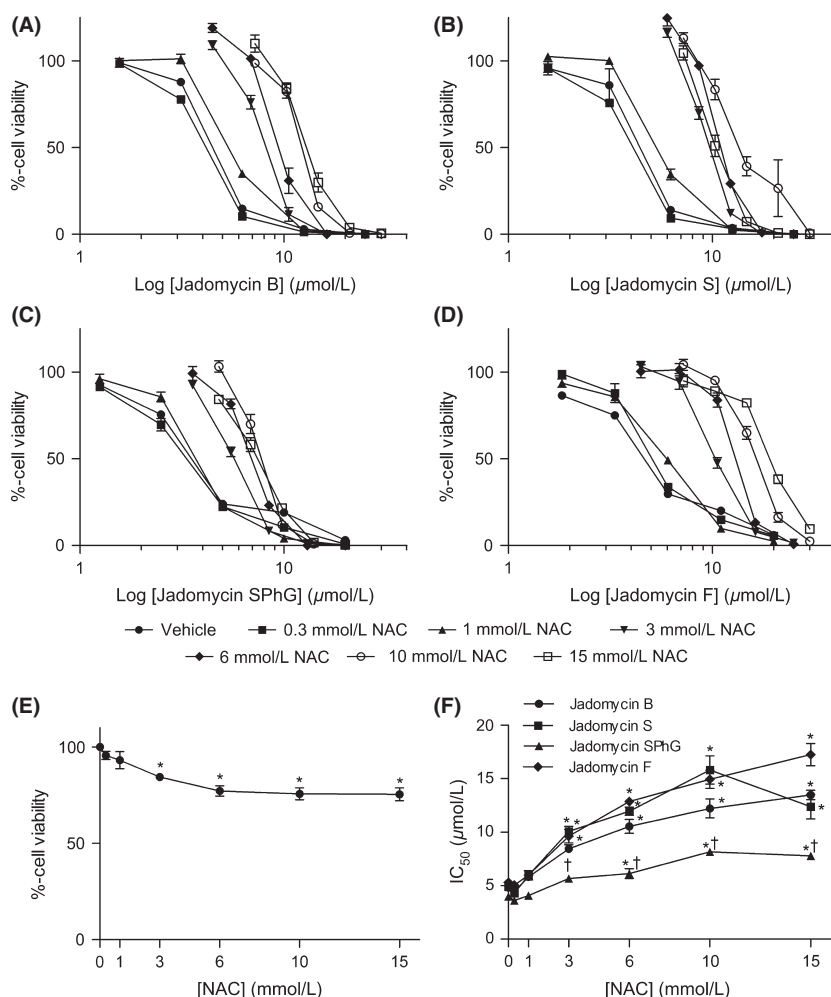 (A)
(B)
%-cell viability
100
50
0
1
10
Log [Jadomycin B] (µmol/L)
%-cell viability
100
50
0
1
10
Log [Jadomycin S] (µmol/L)
(C)
(D)
%-cell viability
100
50
0
1
10
Log [Jadomycin SPhG] (µmol/L)
%-cell viability
100
50
0
1
10
Log [Jadomycin F] (µmol/L)
Vehicle 0.3 mmol/L NAC 1 mmol/L NAC 3 mmol/L NAC
6 mmol/L NAC 10 mmol/L NAC 15 mmol/L NAC
(E)
%-cell viability
100
50
0
* * * *
0 1 3 6 10 15
[NAC] (mmol/L)
(F)
Jadomycin B
Jadomycin S
Jadomycin SPhG
Jadomycin F
IC50 (µmol/L)
20
15
10
5
0
* * * * * * * * * * * *
† *† *† *†
0 1 3 6 10 15
[NAC] (mmol/L)